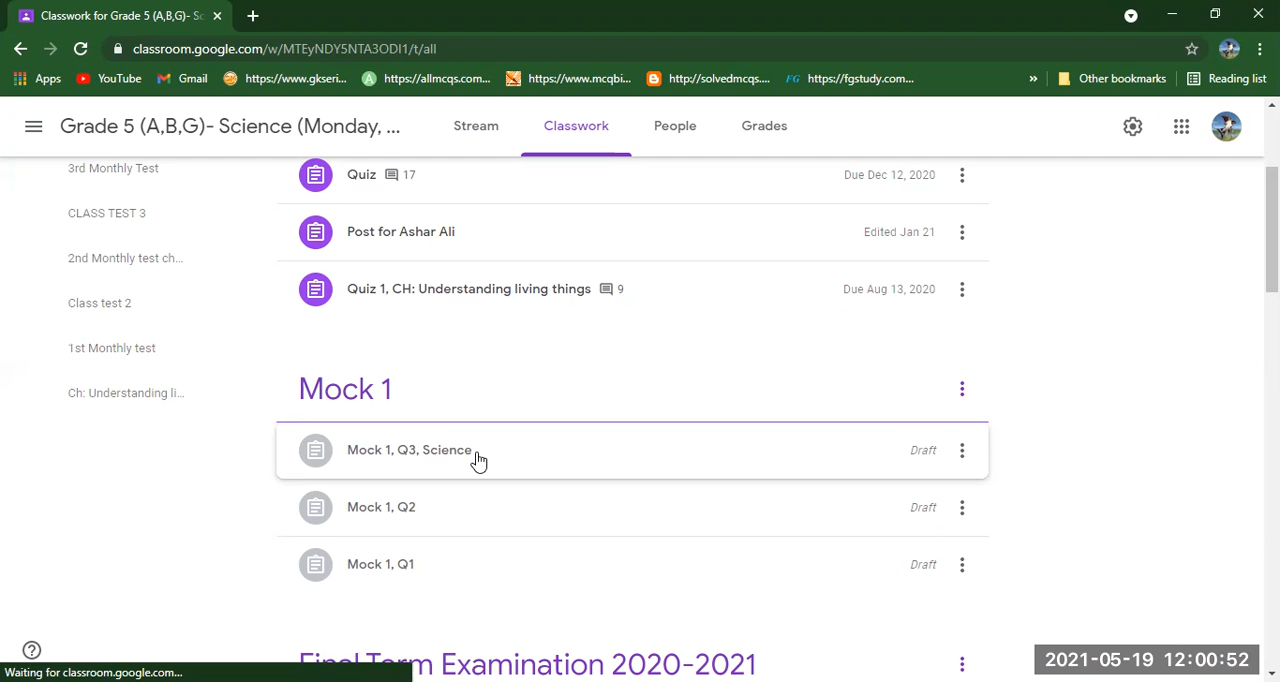 Classwork for Grade 5 (A,B,G)- Sc
classroom.google.com/w/MTEyNDY5NTA3ODI1/t/all
Apps YouTube Gmail https://www.gkseri... https://allmcqs.com... https://www.mcqbi... http://solvedmcqs.... FG https://fgstudy.com... » Other bookmarks Reading list
Grade 5 (A,B,G)- Science (Monday, ... Stream Classwork People Grades
3rd Monthly Test
CLASS TEST 3
2nd Monthly test ch...
Class test 2
1st Monthly test
Ch: Understanding li...
Quiz 17 Due Dec 12, 2020
Post for Ashar Ali Edited Jan 21
Quiz 1, CH: Understanding living things 9 Due Aug 13, 2020
Mock 1
Mock 1, Q3, Science Draft
Mock 1, Q2 Draft
Mock 1, Q1 Draft
Final Term Examination 2020-2021
Waiting for classroom.google.com...
2021-05-19 12:00:52